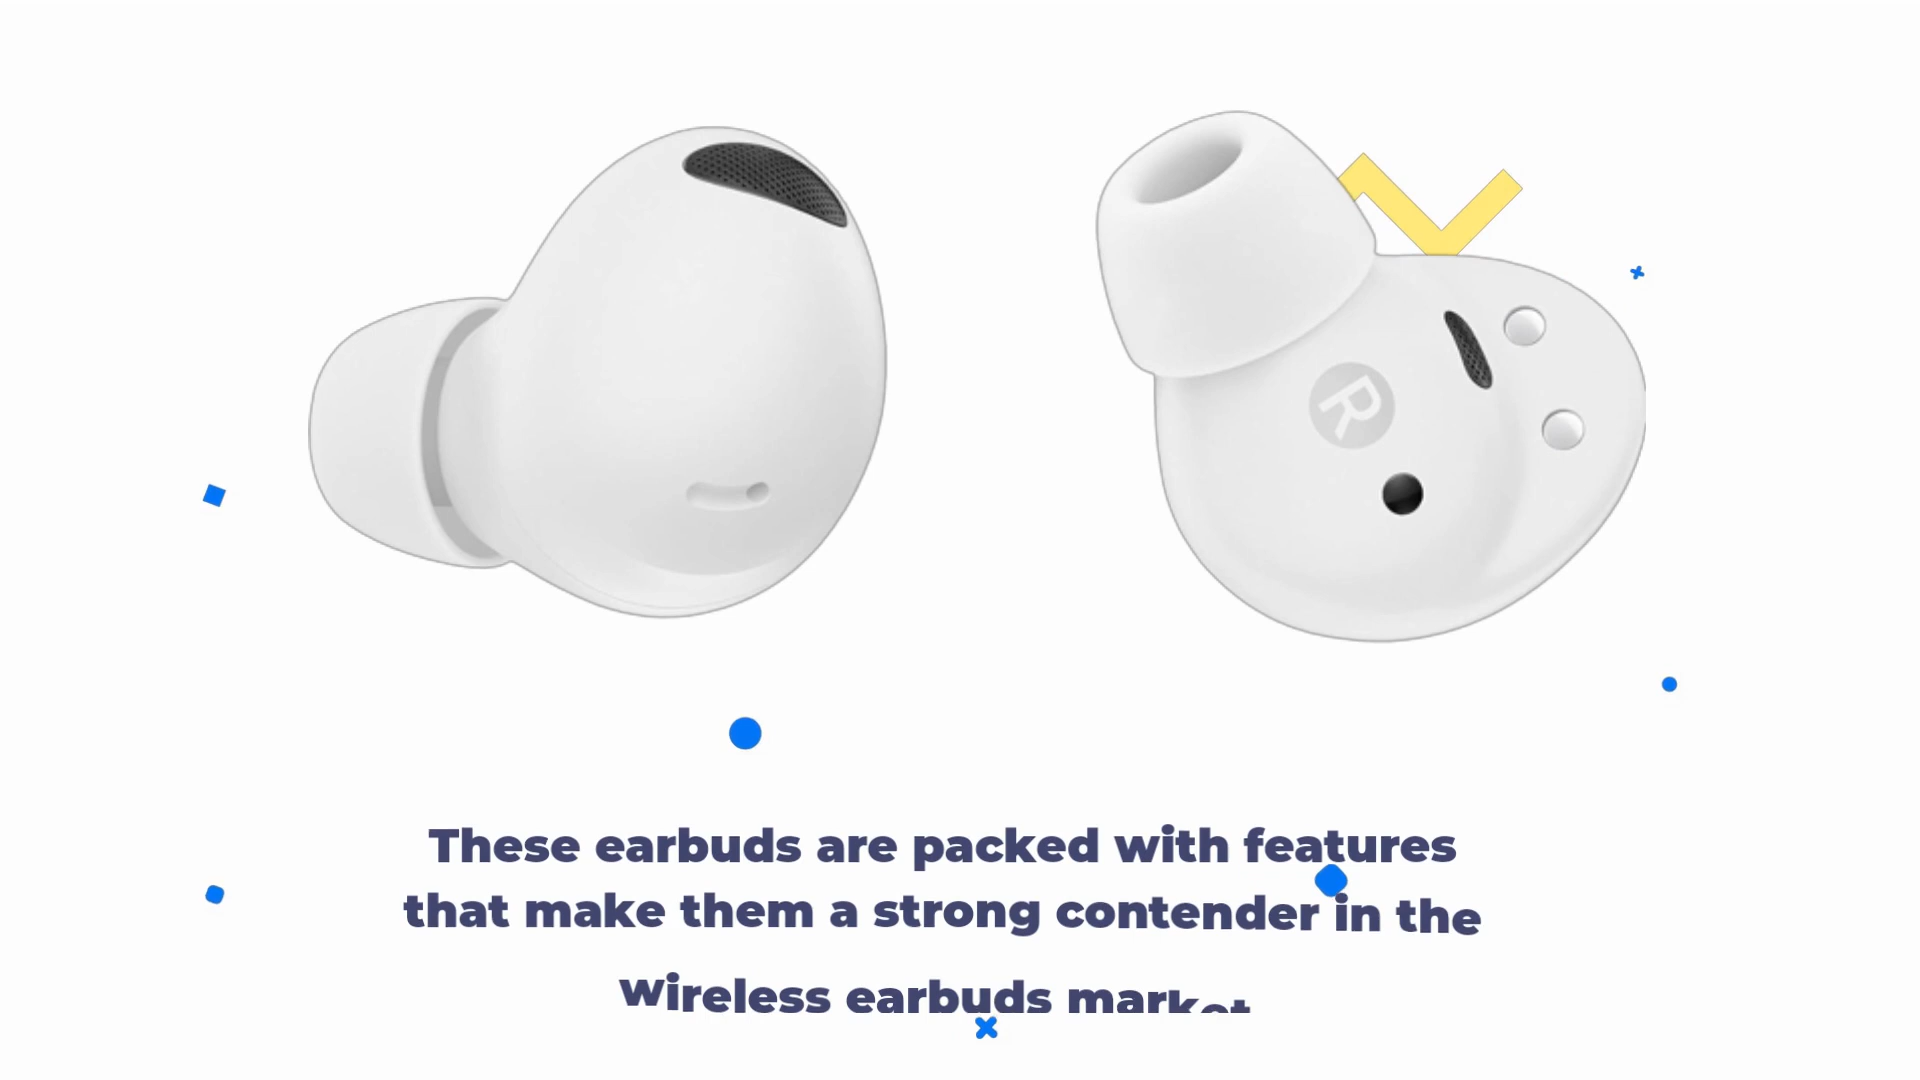 R
These earbuds are packed with features
that make them a strong contender in the
wireless earbuds market